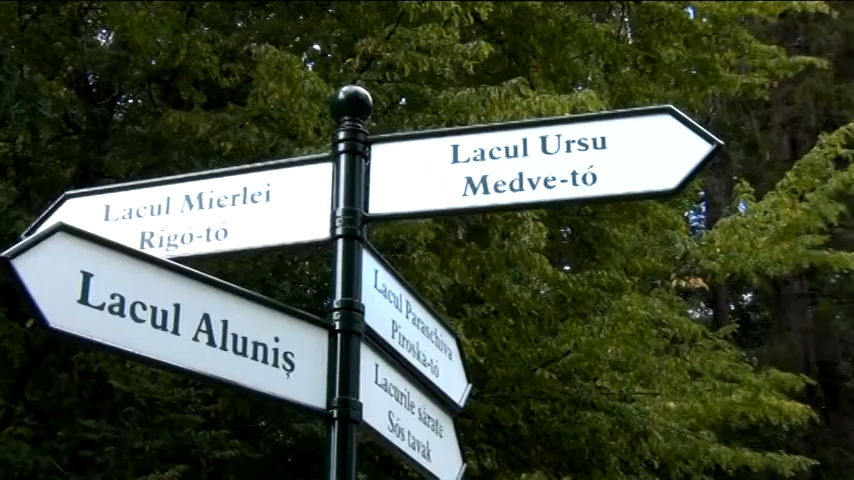 Lacul Ursu
Medve-tó
Lacul Mierlei
Rigó-tó
Lacul Aluniș
Lacul Paraschiva
Piroska-tó
Lacurile sărate
Sós tavak